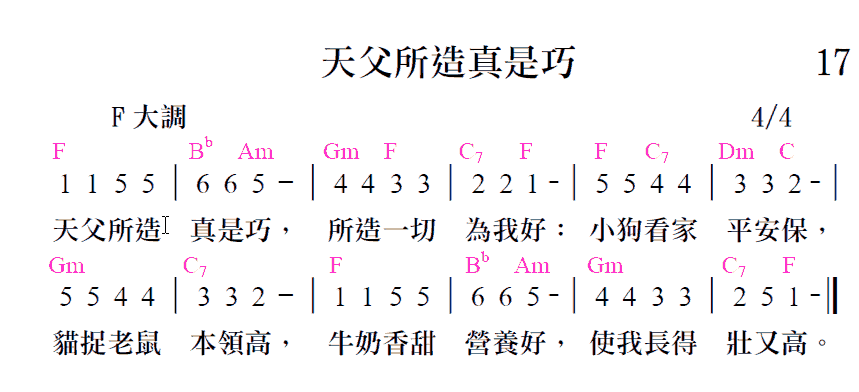 天父所造真是巧 17
F 大調 4/4
F B♭ Am Gm F C7 F F C7 Dm C
1 1 5 5 | 6 6 5 – | 4 4 3 3 | 2 2 1 - | 5 5 4 4 | 3 3 2 - |
天父所造 真是巧， 所造一切 為我好： 小狗看家 平安保，
Gm C7 F B♭ Am Gm C7 F
5 5 4 4 | 3 3 2 – | 1 1 5 5 | 6 6 5 - | 4 4 3 3 | 2 5 1 - ‖
貓捉老鼠 本領高， 牛奶香甜 營養好， 使我長得 壯又高。